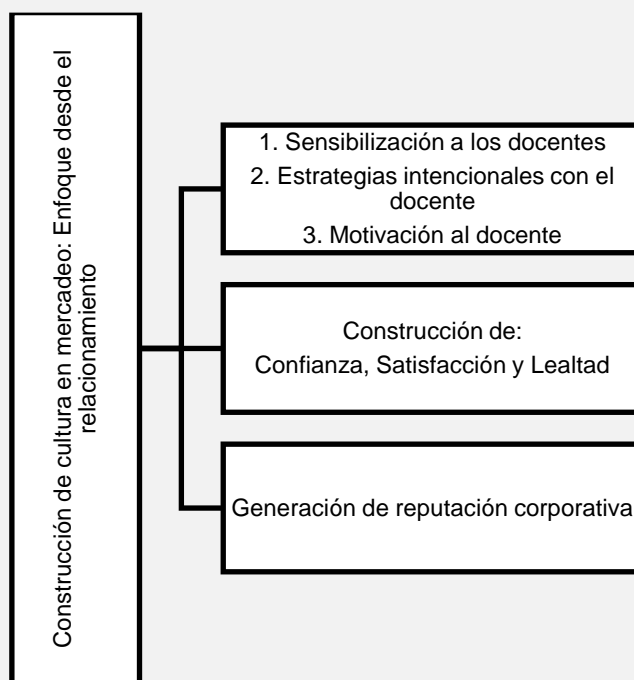 Construcción de cultura en mercadeo: Enfoque desde el
relacionamiento
1. Sensibilización a los docentes
2. Estrategias intencionales con el
docente
3. Motivación al docente
Construcción de:
Confianza, Satisfacción y Lealtad
Generación de reputación corporativa